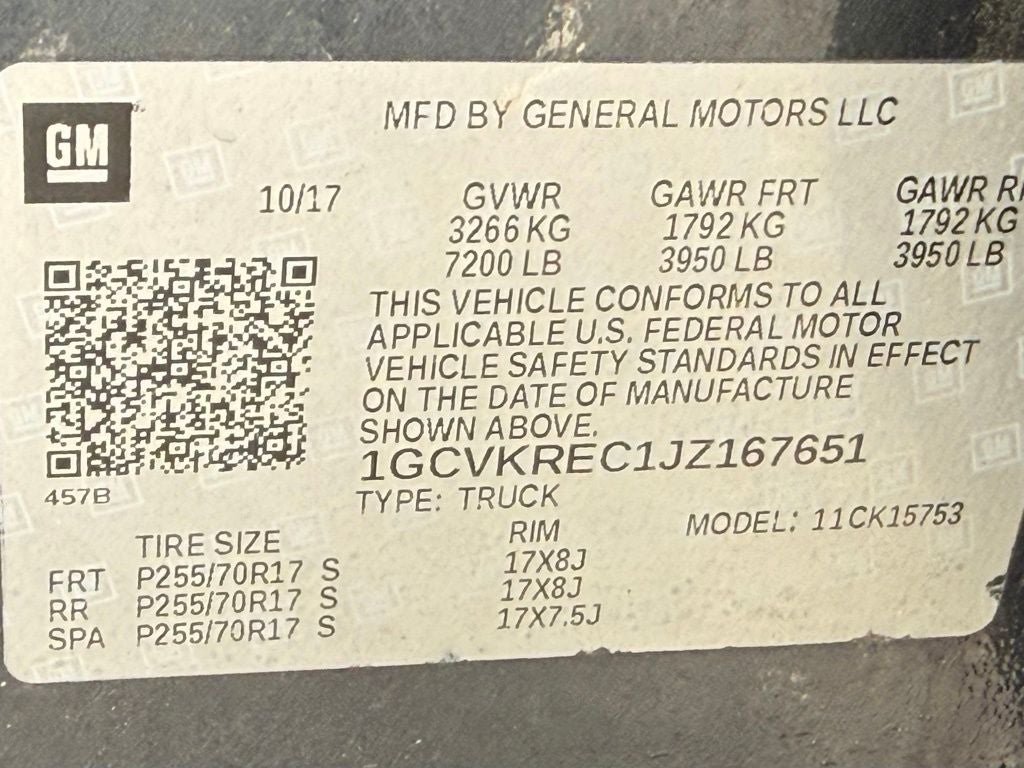 GM
MFD BY GENERAL MOTORS LLC
10/17 GVWR GAWR FRT GAWR
3266 KG 1792 KG 1792 KG
7200 LB 3950 LB 3950 LB
THIS VEHICLE CONFORMS TO ALL
APPLICABLE U.S. FEDERAL MOTOR
VEHICLE SAFETY STANDARDS IN EFFECT
ON THE DATE OF MANUFACTURE
SHOWN ABOVE.
1GCVKREC1JZ167651
457B
TYPE: TRUCK MODEL: 11CK15753
TIRE SIZE RIM
FRT P255/70R17 S 17X8J
RR P255/70R17 S 17X8J
SPA P255/70R17 S 17X7.5J